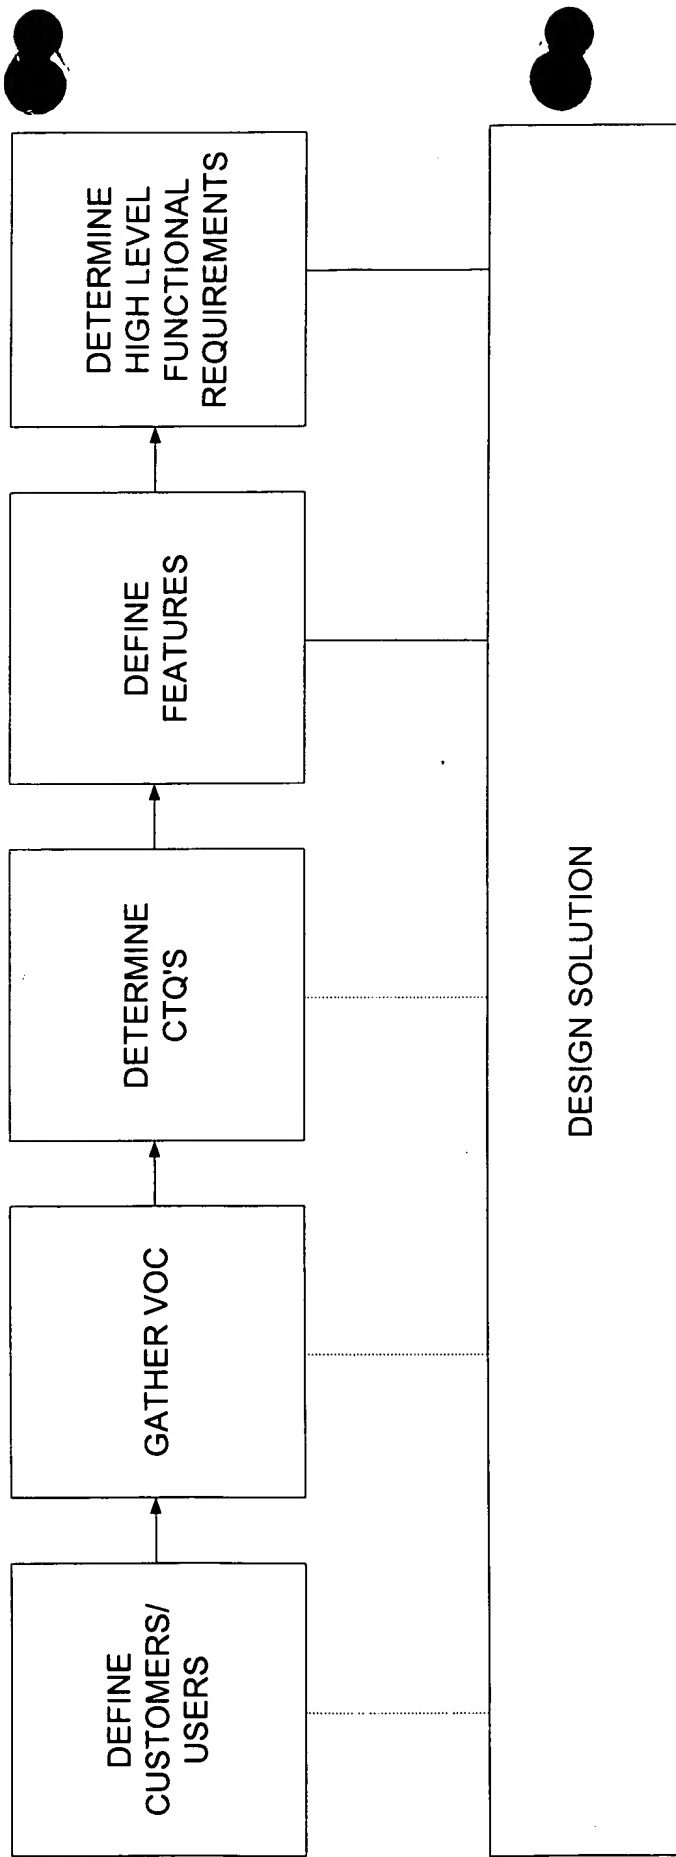 DEFINE
CUSTOMERS/
USERS
GATHER VOC
DETERMINE
CTQ'S
DEFINE
FEATURES
DETERMINE
HIGH LEVEL
FUNCTIONAL
REQUIREMENTS
DESIGN SOLUTION